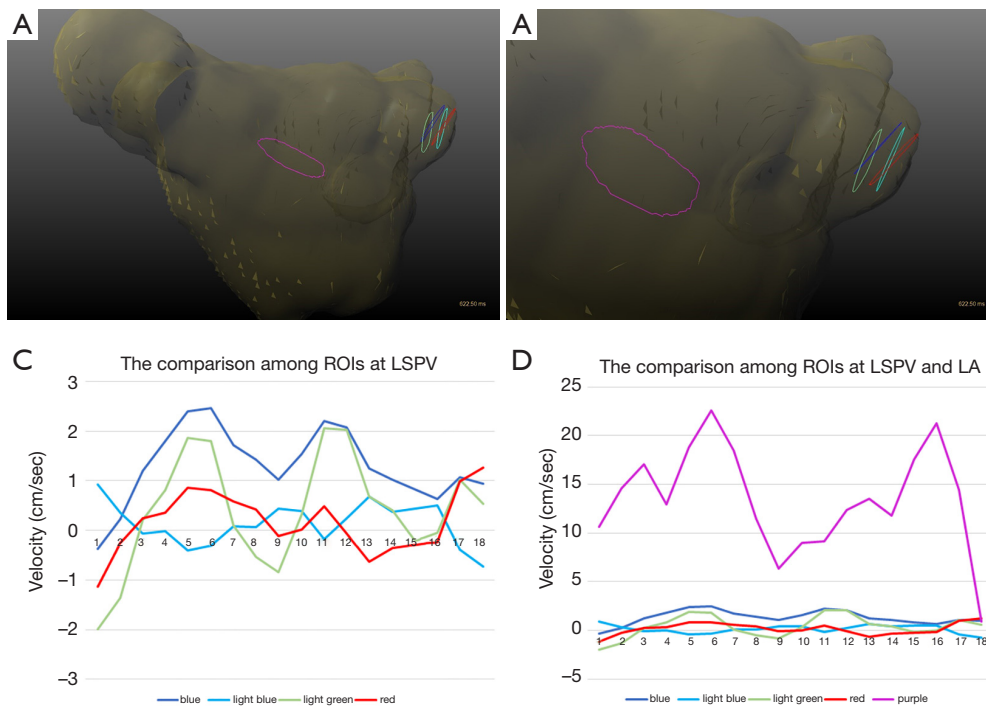 A
A
622.50 ms
622.50 ms
C
The comparison among ROIs at LSPV
Velocity (cm/sec)
3
2
1
0
–1
–2
–3
1 2 3 4 5 6 7 8 9 10 11 12 13 14 15 16 17 18
blue light blue light green red
D
The comparison among ROIs at LSPV and LA
Velocity (cm/sec)
25
20
15
10
5
0
–5
1 2 3 4 5 6 7 8 9 10 11 12 13 14 15 16 17 18
blue light blue light green red purple